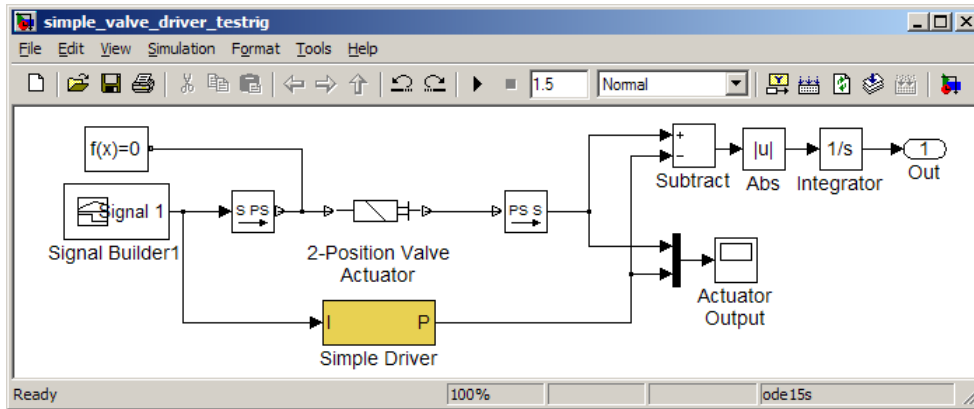 simple_valve_driver_testrig
File Edit View Simulation Format Tools Help
1.5 Normal
f(x)=0
Signal 1
Signal Builder1
S PS
2-Position Valve
Actuator
PS S
+
−
Subtract
|u|
Abs
1/s
Integrator
1
Out
Actuator
Output
I P
Simple Driver
Ready 100% ode15s